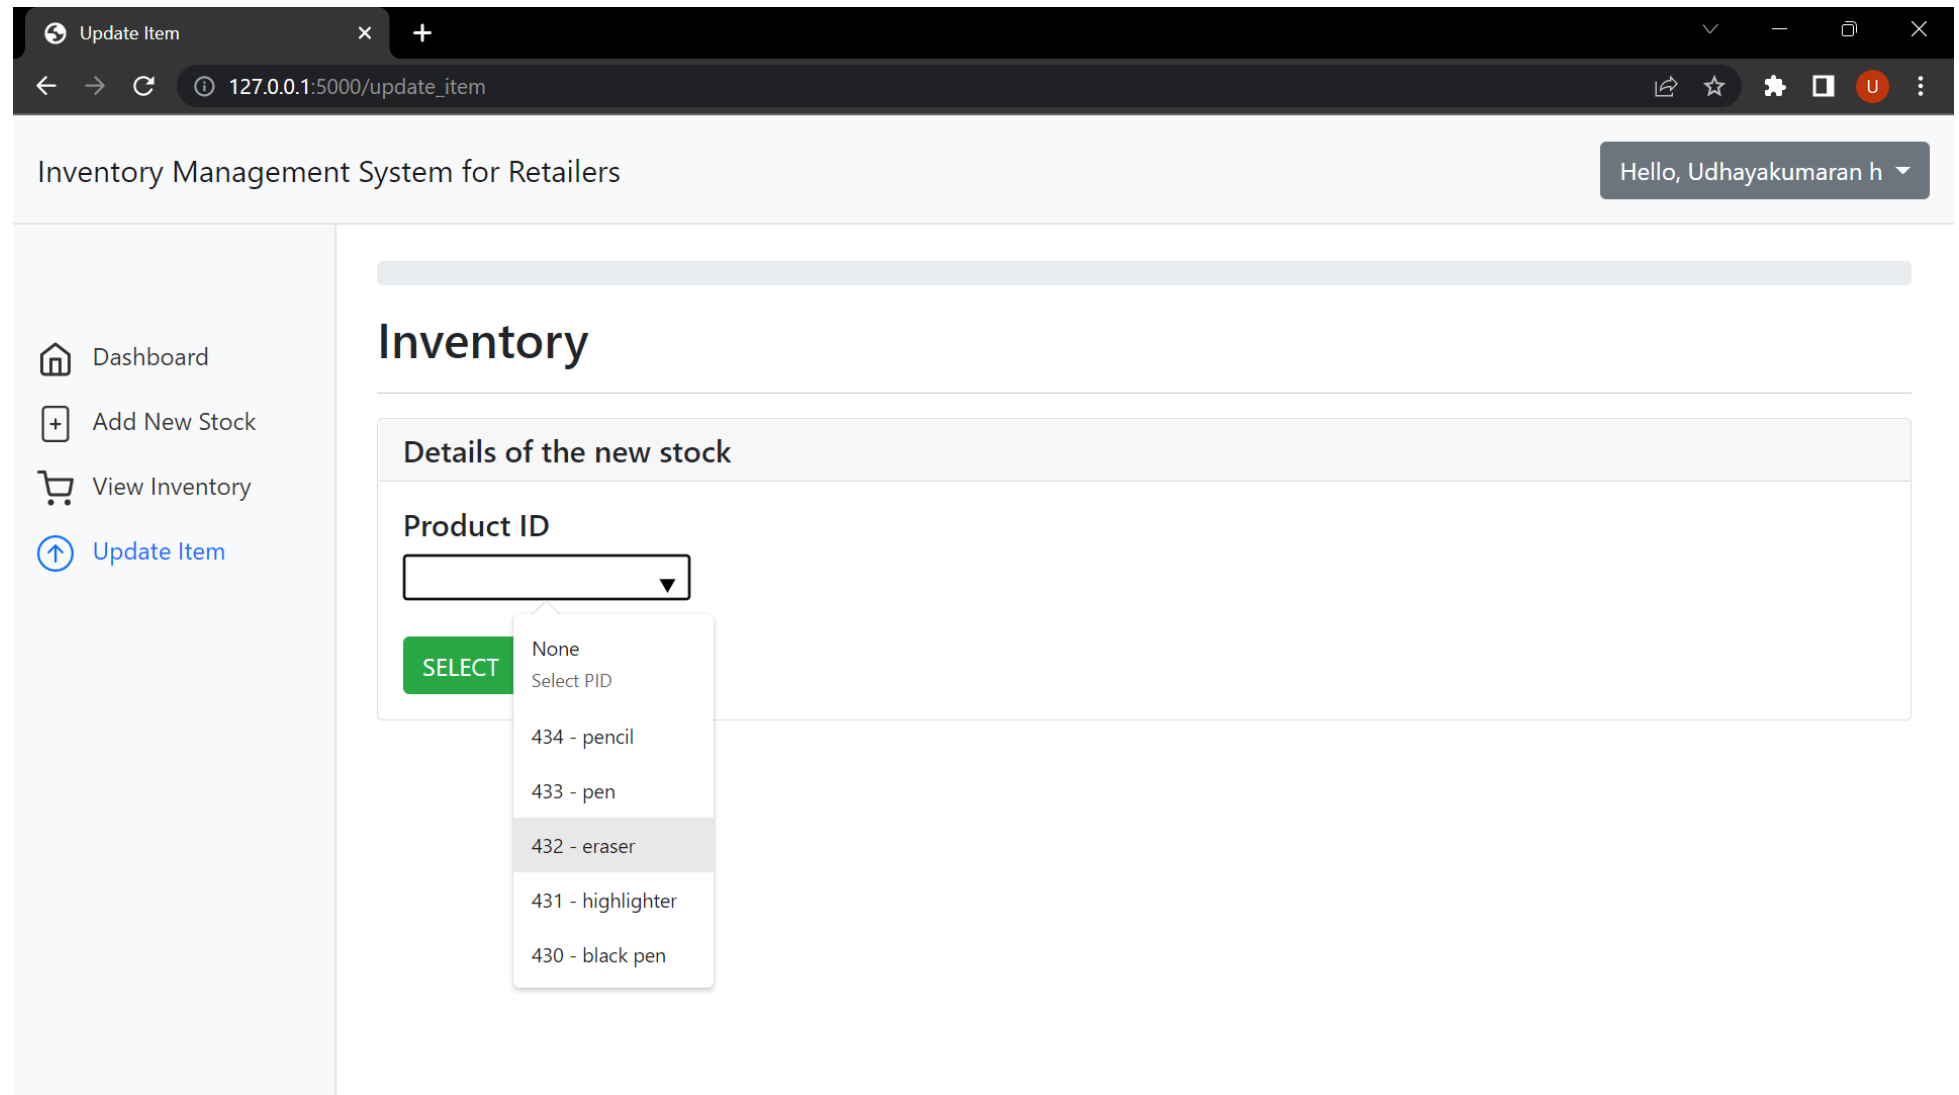 Update Item
127.0.0.1:5000/update_item
U
Inventory Management System for Retailers
Hello, Udhayakumaran h
Dashboard
Add New Stock
View Inventory
Update Item
Inventory
Details of the new stock
Product ID
SELECT
None
Select PID
434 - pencil
433 - pen
432 - eraser
431 - highlighter
430 - black pen